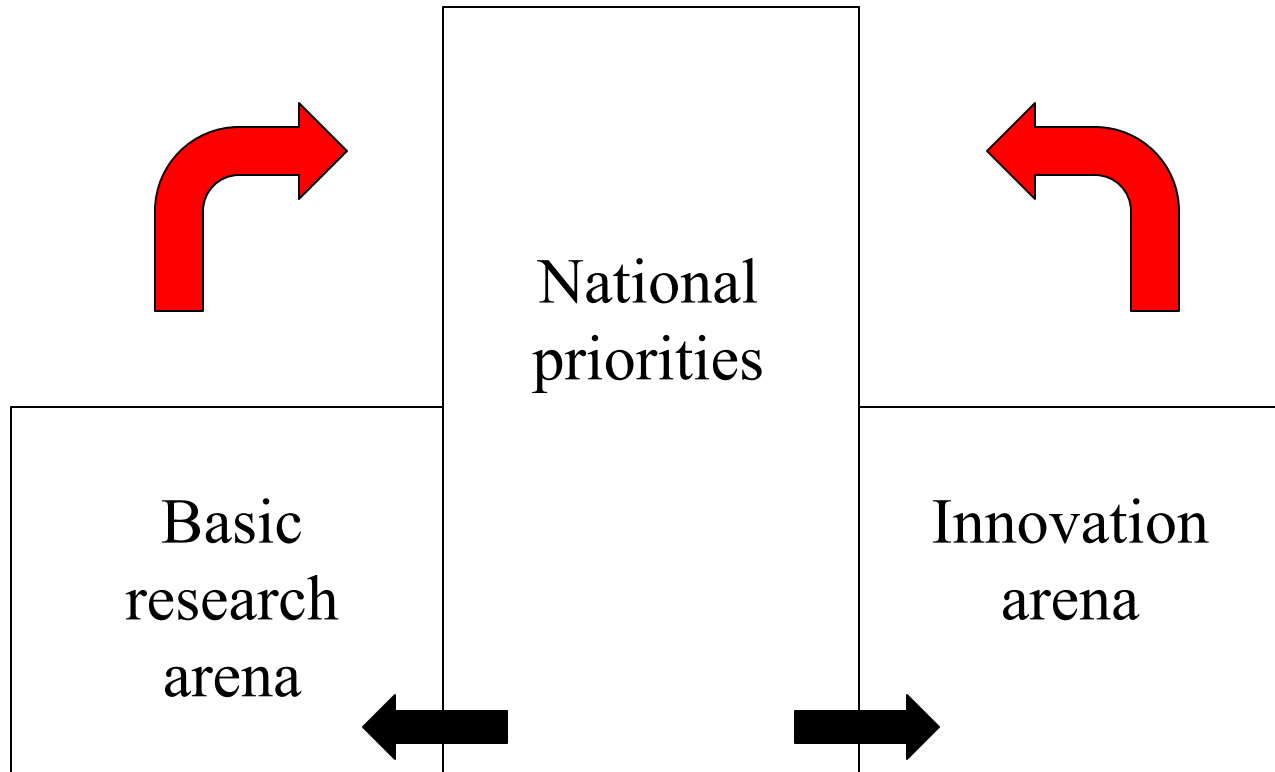 National
priorities
Basic
research
arena
Innovation
arena